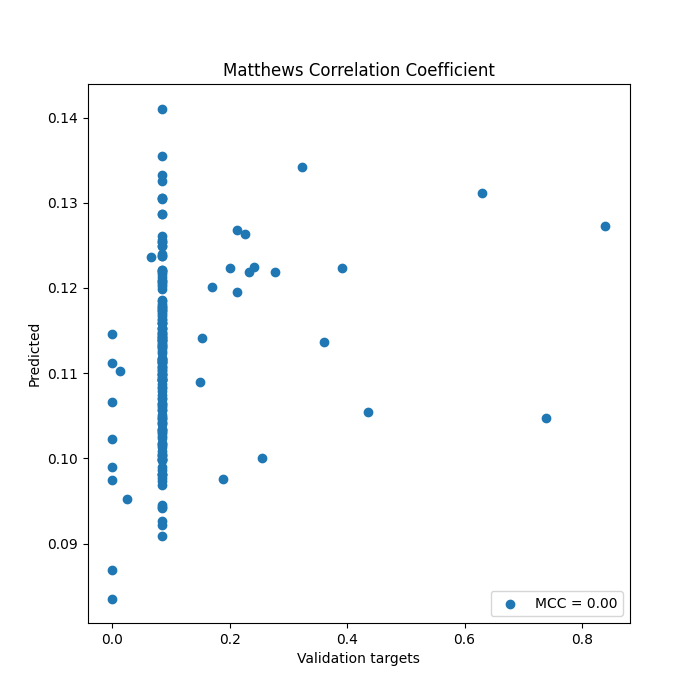 Matthews Correlation Coefficient
0.14
0.13
0.12
0.11
0.10
0.09
Predicted
MCC = 0.00
0.0 0.2 0.4 0.6 0.8
Validation targets